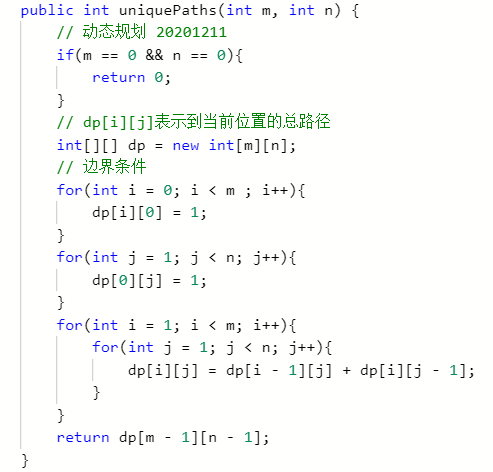 public int uniquePaths(int m, int n) {
    // 动态规划 20201211
    if(m == 0 && n == 0){
        return 0;
    }
    // dp[i][j]表示到当前位置的总路径
    int[][] dp = new int[m][n];
    // 边界条件
    for(int i = 0; i < m ; i++){
        dp[i][0] = 1;
    }
    for(int j = 1; j < n; j++){
        dp[0][j] = 1;
    }
    for(int i = 1; i < m; i++){
        for(int j = 1; j < n; j++){
            dp[i][j] = dp[i - 1][j] + dp[i][j - 1];
        }
    }
    return dp[m - 1][n - 1];
}